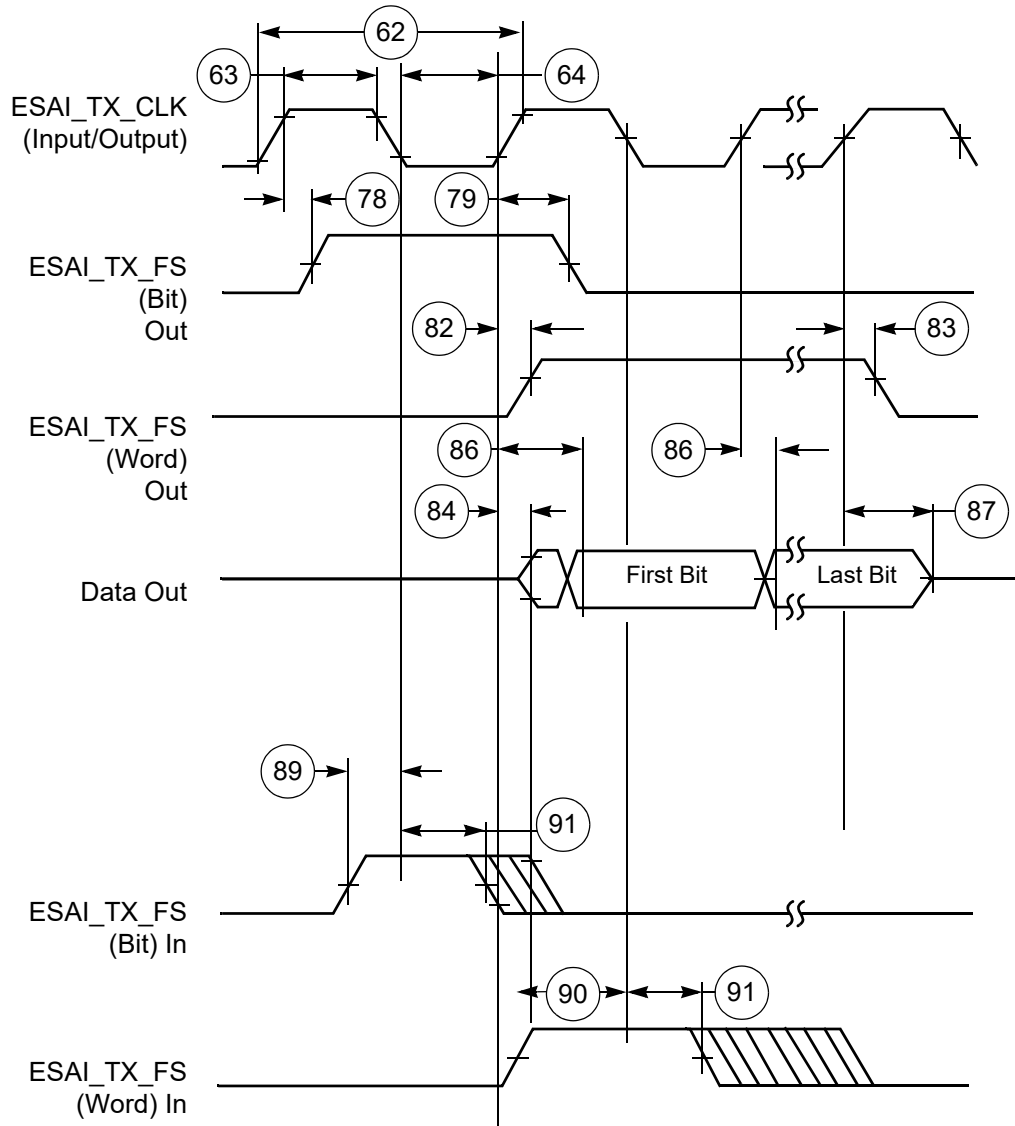 62
63
64
ESAI_TX_CLK
(Input/Output)
78
79
ESAI_TX_FS
(Bit)
Out
82
83
ESAI_TX_FS
(Word)
Out
86
86
84
87
Data Out
First Bit
Last Bit
89
91
ESAI_TX_FS
(Bit) In
90
91
ESAI_TX_FS
(Word) In